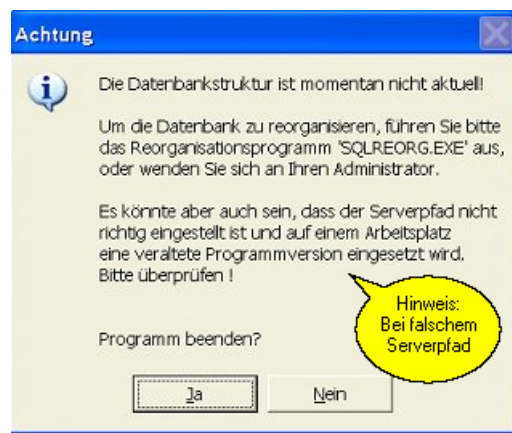 Achtung
Die Datenbankstruktur ist momentan nicht aktuell!
Um die Datenbank zu reorganisieren, führen Sie bitte
das Reorganisationsprogramm 'SQLREORG.EXE' aus,
oder wenden Sie sich an Ihren Administrator.
Es könnte aber auch sein, dass der Serverpfad nicht
richtig eingestellt ist und auf einem Arbeitsplatz
eine veraltete Programmversion eingesetzt wird.
Bitte überprüfen !
Hinweis:
Bei falschem
Serverpfad
Programm beenden?
Ja
Nein